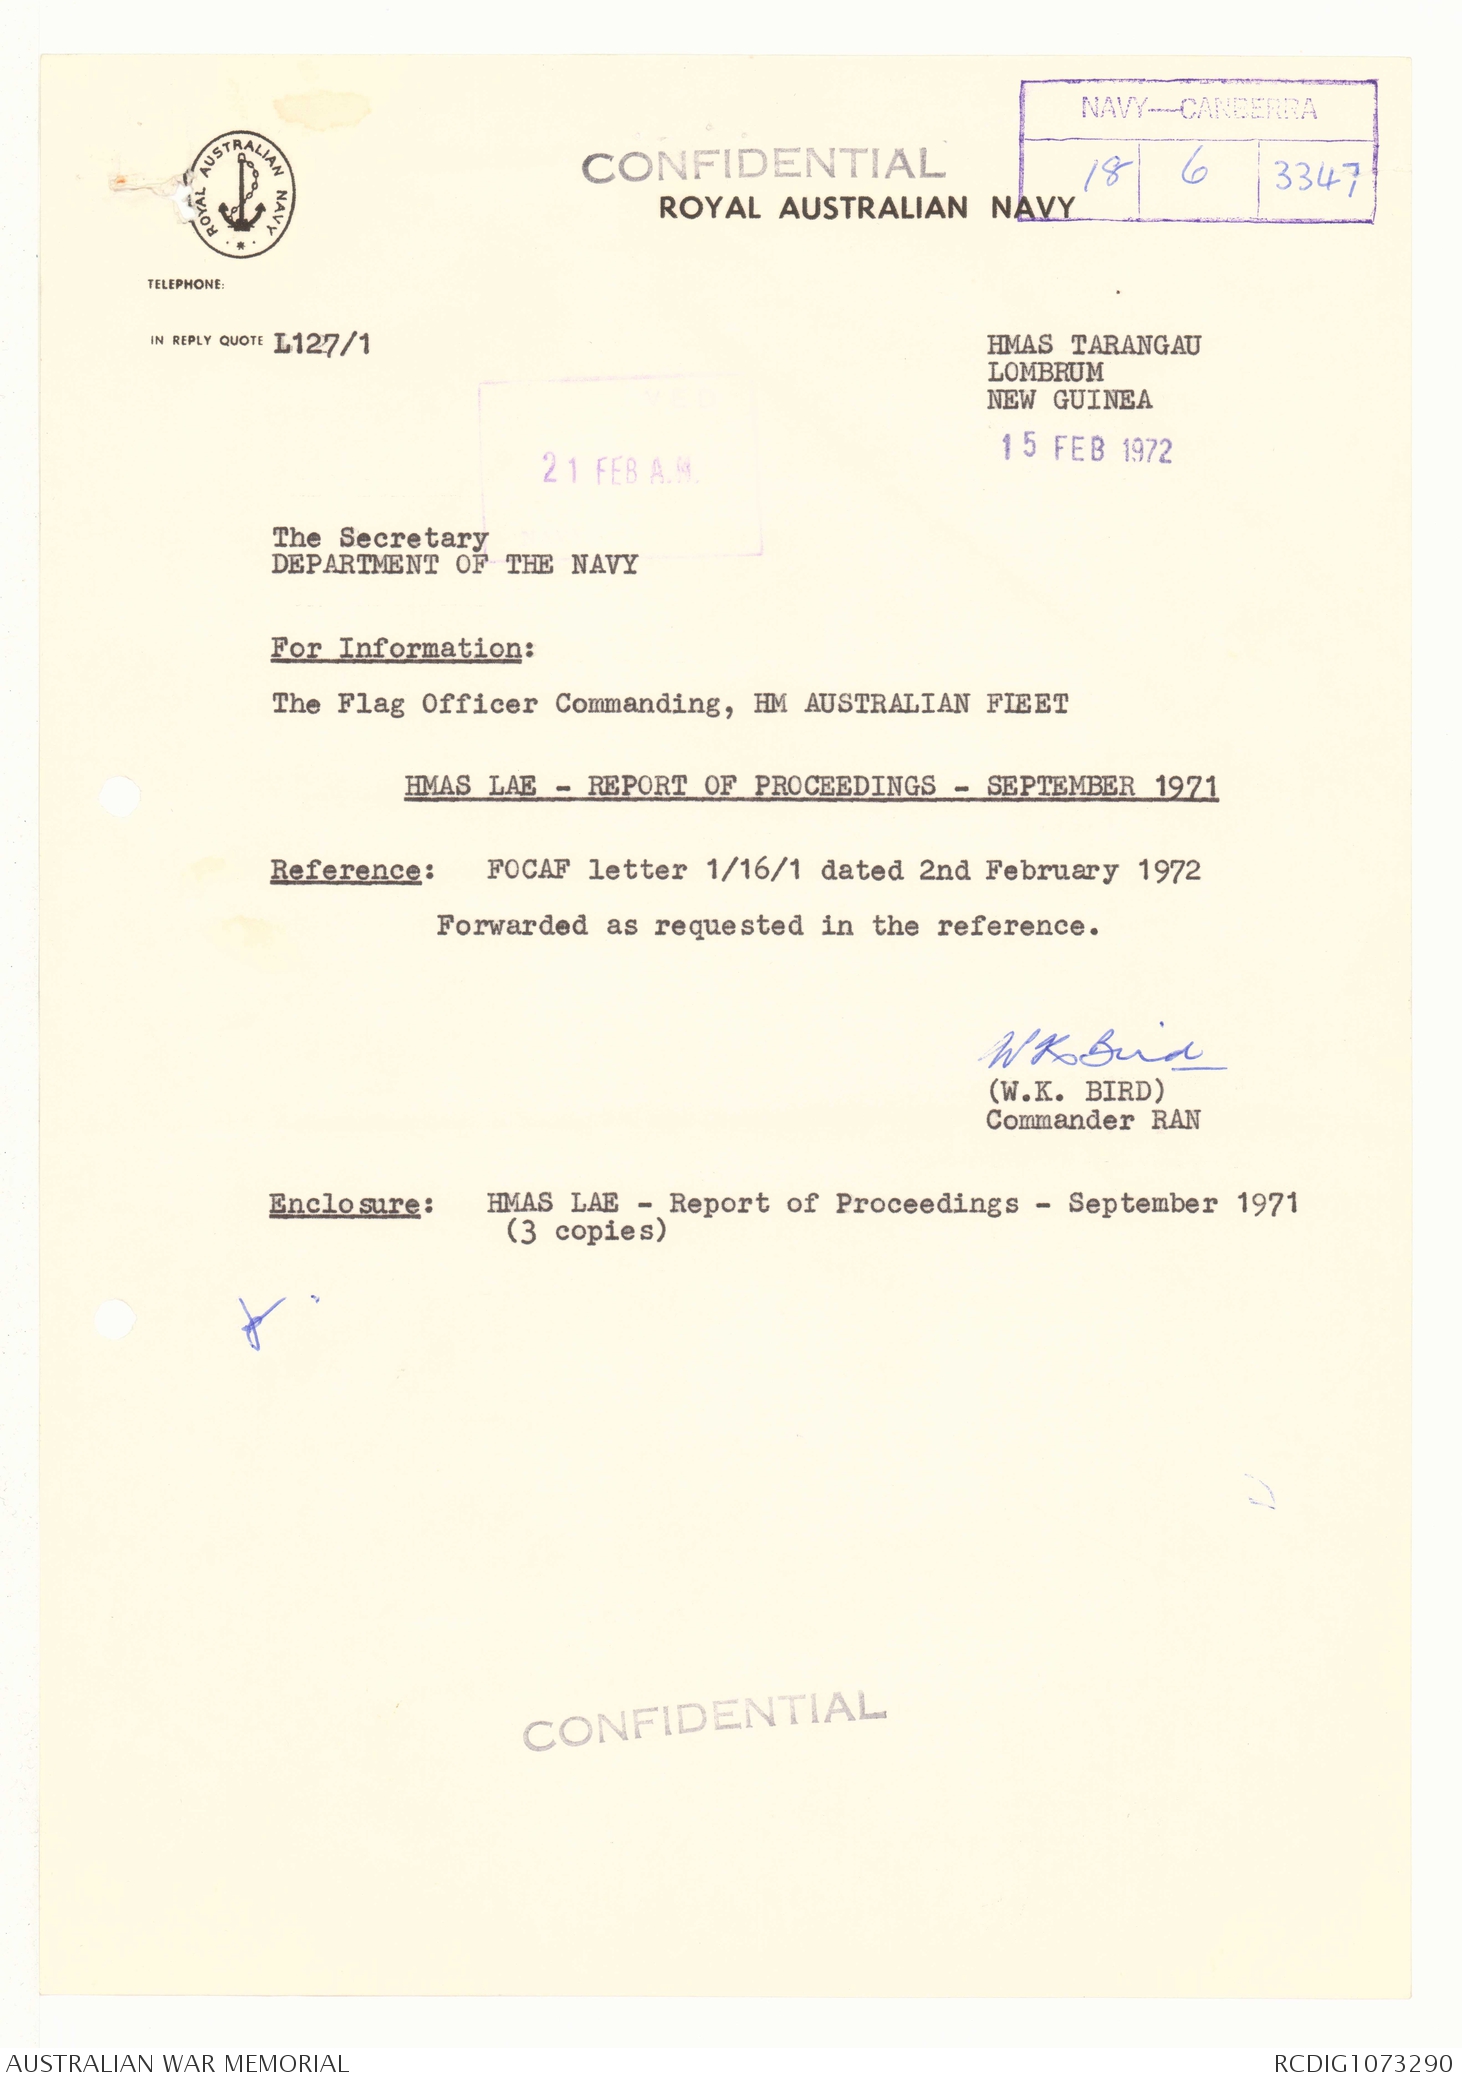 NAVY—CANBERRA
18 6 3347
CONFIDENTIAL
ROYAL AUSTRALIAN NAVY
ROYAL AUSTRALIAN NAVY
TELEPHONE:
IN REPLY QUOTE L127/1
HMAS TARANGAU
LOMBRUM
NEW GUINEA
15 FEB 1972
21 FEB A.M.
The Secretary
DEPARTMENT OF THE NAVY
For Information:
The Flag Officer Commanding, HM AUSTRALIAN FIEET
HMAS LAE - REPORT OF PROCEEDINGS - SEPTEMBER 1971
Reference: FOCAF letter 1/16/1 dated 2nd February 1972
Forwarded as requested in the reference.
WK Bird
(W.K. BIRD)
Commander RAN
Enclosure: HMAS LAE - Report of Proceedings - September 1971
(3 copies)
CONFIDENTIAL
AUSTRALIAN WAR MEMORIAL
RCDIG1073290